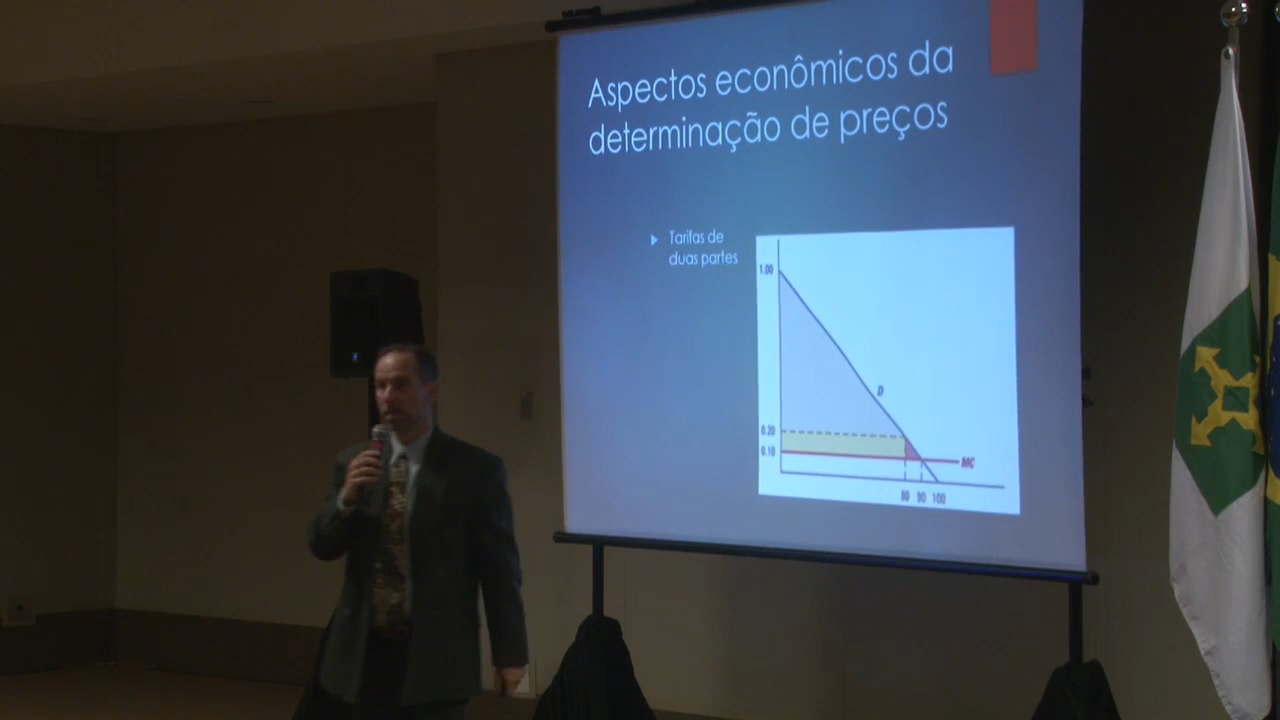 Aspectos econômicos da
determinação de preços
Tarifas de
duas partes
1.00
D
0.20
0.10
MC
80 90 100